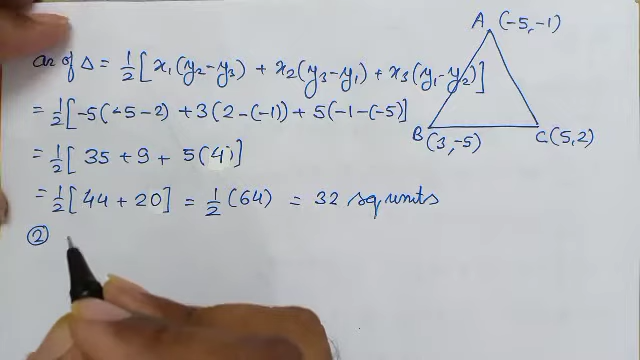 A (-5,-1)
ar of Δ = 1/2 [ x₁(y₂-y₃) + x₂(y₃-y₁) + x₃(y₁-y₂) ]
= 1/2 [ -5(-5-2) + 3(2-(-1)) + 5(-1-(-5)]
B (3,-5) C(5,2)
= 1/2 [ 35 + 9 + 5(4) ]
= 1/2 [ 44 + 20 ] = 1/2 (64) = 32 sq units
②